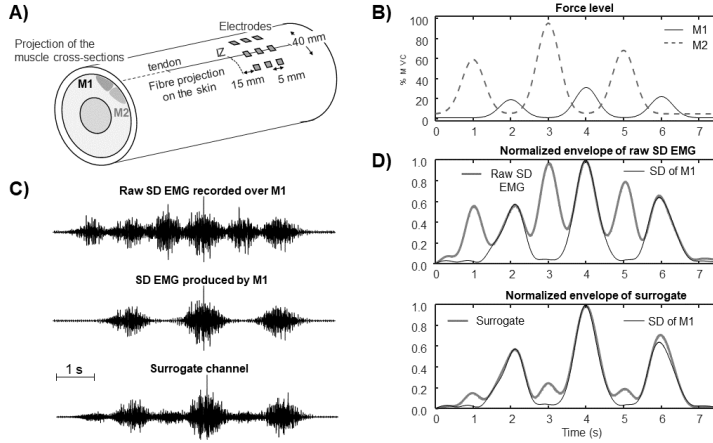 A)
Electrodes
Projection of the
muscle cross-sections
tendon
IZ
40 mm
M1
M2
Fibre projection
on the skin
15 mm
5 mm
B)
Force level
% MVC
100
80
60
40
20
0
M1
M2
0 1 2 3 4 5 6 7
C)
Raw SD EMG recorded over M1
SD EMG produced by M1
1 s
Surrogate channel
D)
Normalized envelope of raw SD EMG
1.0
0.8
0.6
0.4
0.2
0.0
Raw SD
EMG
SD of M1
0 1 2 3 4 5 6 7
Normalized envelope of surrogate
1.0
0.8
0.6
0.4
0.2
0.0
Surrogate
SD of M1
0 1 2 3 4 5 6 7
Time (s)